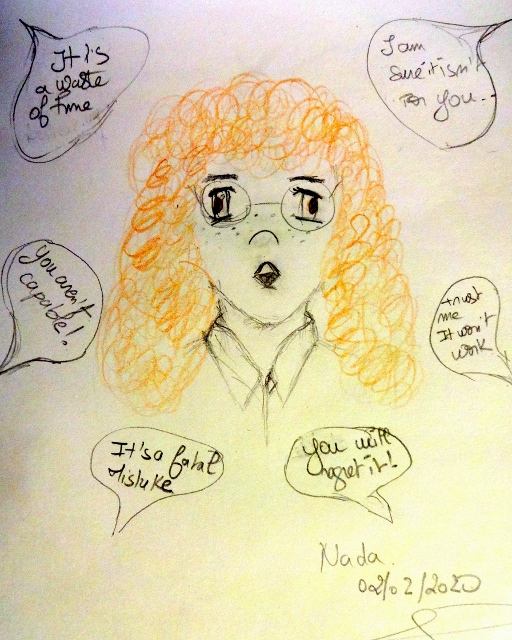 It is
a waste
of time
I am
sure it isn't
for you..
You aren't
capable!
trust
me
It won't
work
It's a fatal
Mistake
You will
regret it!
Nada.
02/02/2020